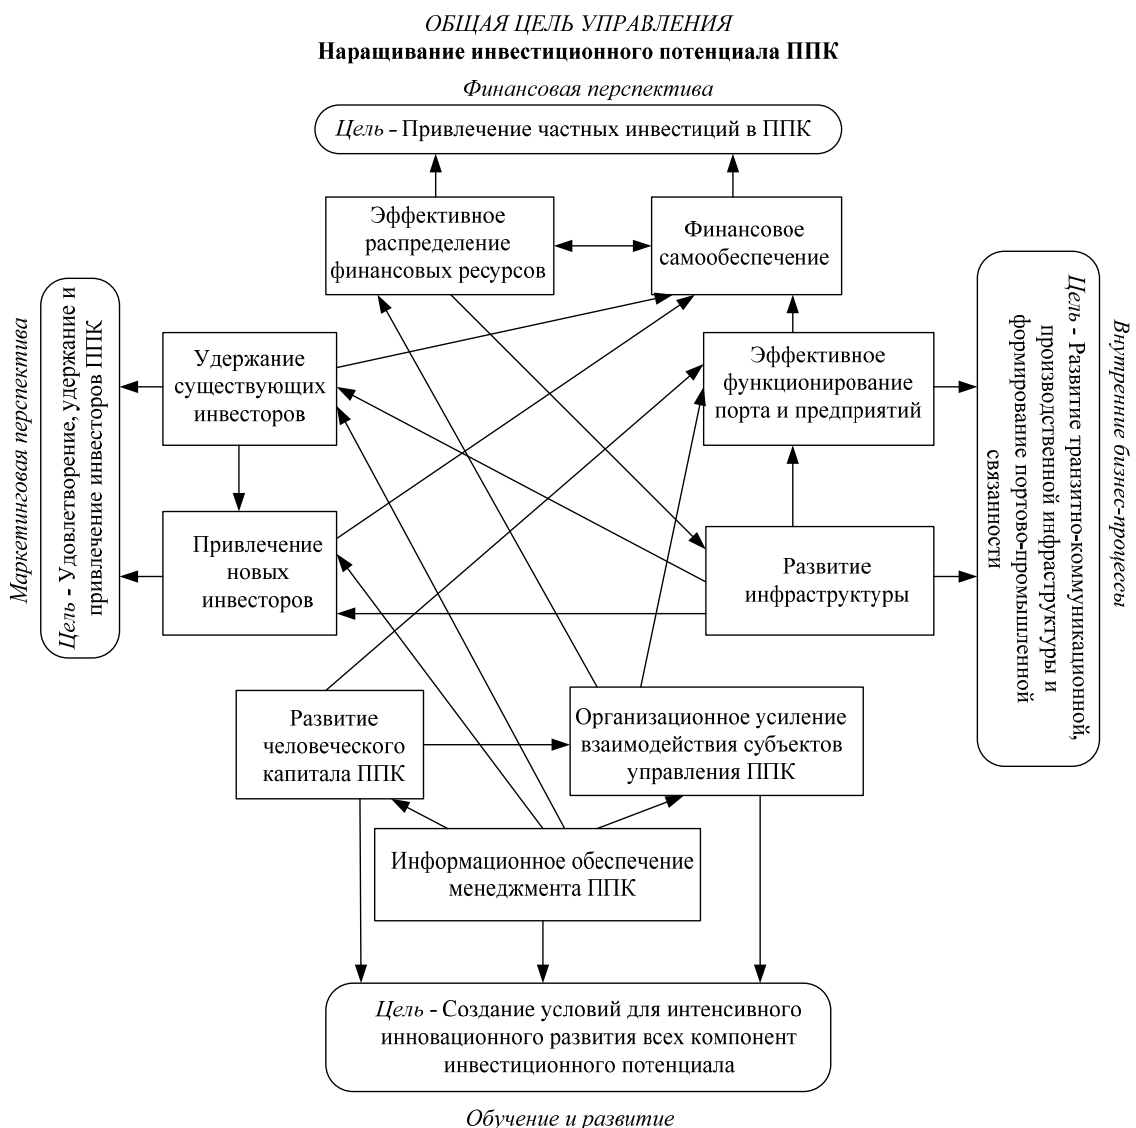 ОБЩАЯ ЦЕЛЬ УПРАВЛЕНИЯ
Наращивание инвестиционного потенциала ППК
Финансовая перспектива
Цель - Привлечение частных инвестиций в ППК
Эффективное
распределение
финансовых ресурсов
Финансовое
самообеспечение
Маркетинговая перспектива
Цель - Удовлетворение, удержание и
привлечение инвесторов ППК
Удержание
существующих
инвесторов
Эффективное
функционирование
порта и предприятий
Внутренние бизнес-процессы
Цель - Развитие транзитно-коммуникационной,
производственной инфраструктуры и
формирование портово-промышленной
связанности
Привлечение
новых
инвесторов
Развитие
инфраструктуры
Развитие
человеческого
капитала ППК
Организационное усиление
взаимодействия субъектов
управления ППК
Информационное обеспечение
менеджмента ППК
Цель - Создание условий для интенсивного
инновационного развития всех компонент
инвестиционного потенциала
Обучение и развитие